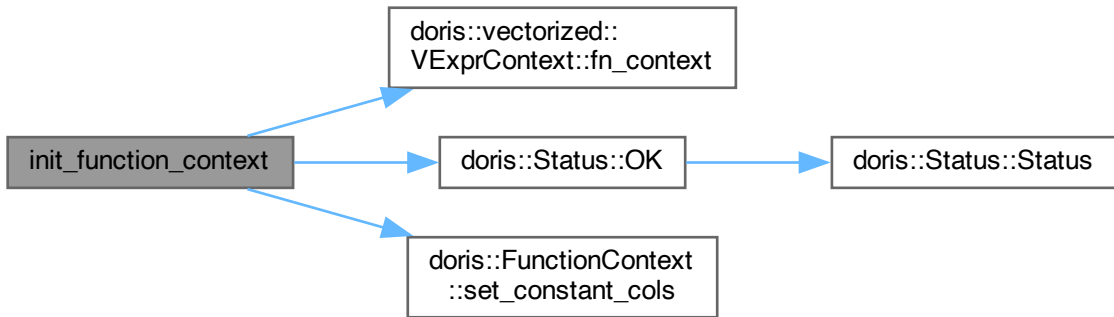 doris::vectorized::
VExprContext::fn_context
init_function_context
doris::Status::OK
doris::Status::Status
doris::FunctionContext
::set_constant_cols